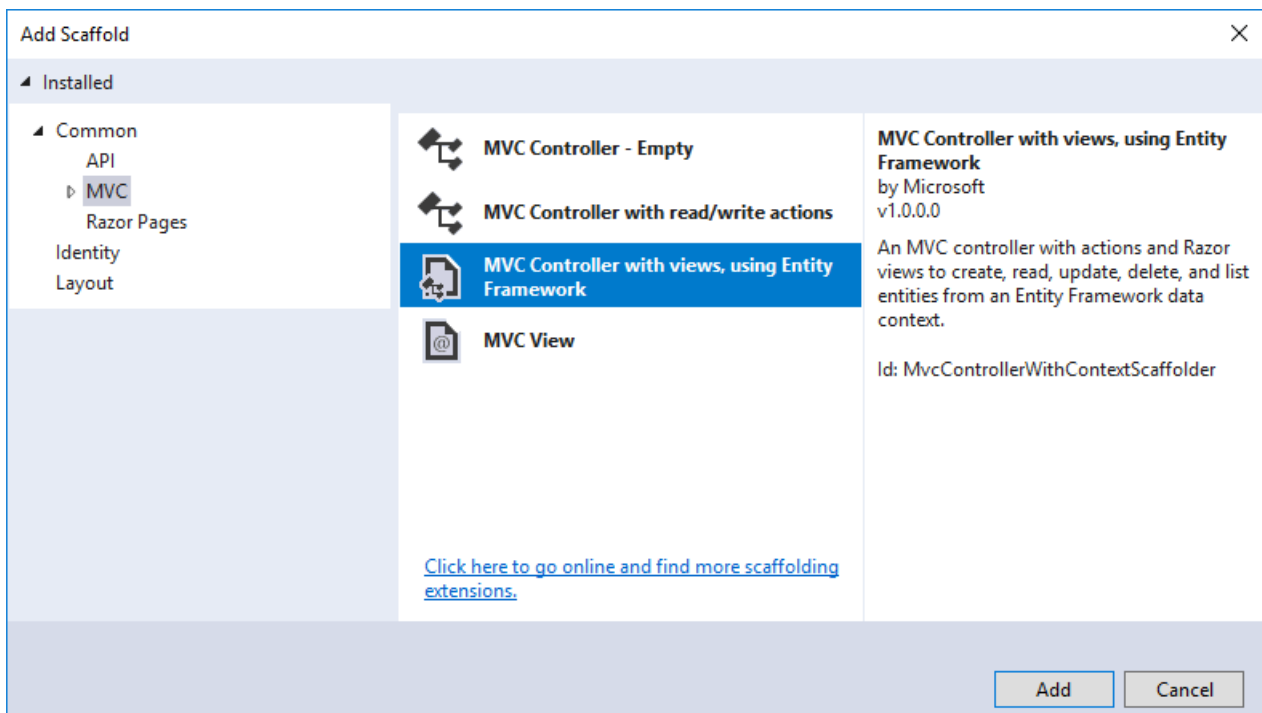 Add Scaffold
Installed
Common
API
MVC
Razor Pages
Identity
Layout
MVC Controller - Empty
MVC Controller with read/write actions
MVC Controller with views, using Entity
Framework
MVC View
Click here to go online and find more scaffolding
extensions.
MVC Controller with views, using Entity
Framework
by Microsoft
v1.0.0.0
An MVC controller with actions and Razor
views to create, read, update, delete, and list
entities from an Entity Framework data
context.
Id: MvcControllerWithContextScaffolder
Add
Cancel